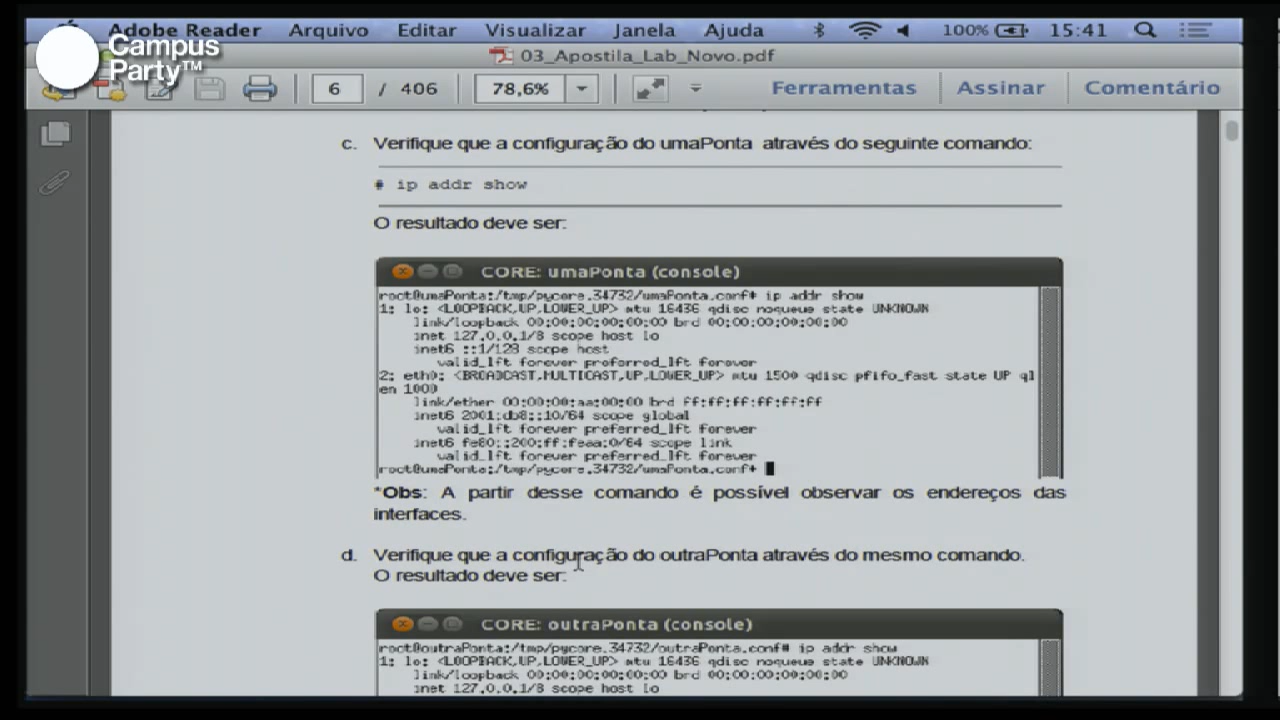 Adobe Reader Arquivo Editar Visualizar Janela Ajuda 100% 15:41
Campus
Party™
03_Apostila_Lab_Novo.pdf
6 / 406 78,6% Ferramentas Assinar Comentário
c. Verifique que a configuração do umaPonta através do seguinte comando:
# ip addr show
O resultado deve ser:
CORE: umaPonta (console)
root@umaPonta:/tmp/pycore.34732/umaPonta.conf# ip addr show
1: lo: <LOOPBACK,UP,LOWER_UP> mtu 16436 qdisc noqueue state UNKNOWN
link/loopback 00:00:00:00:00:00 brd 00:00:00:00:00:00
inet 127.0.0.1/8 scope host lo
inet6 ::1/128 scope host
valid_lft forever preferred_lft forever
2: eth0: <BROADCAST,MULTICAST,UP,LOWER_UP> mtu 1500 qdisc pfifo_fast state UP ql
en 1000
link/ether 00:00:00:aa:00:00 brd ff:ff:ff:ff:ff:ff
inet6 2001:db8::10/64 scope global
valid_lft forever preferred_lft forever
inet6 fe80::200:ff:feaa:0/64 scope link
valid_lft forever preferred_lft forever
root@umaPonta:/tmp/pycore.34732/umaPonta.conf#
*Obs: A partir desse comando é possível observar os endereços das
interfaces.
d. Verifique que a configuração do outraPonta através do mesmo comando.
O resultado deve ser:
CORE: outraPonta (console)
root@outraPonta:/tmp/pycore.34732/outraPonta.conf# ip addr show
1: lo: <LOOPBACK,UP,LOWER_UP> mtu 16436 qdisc noqueue state UNKNOWN
link/loopback 00:00:00:00:00:00 brd 00:00:00:00:00:00
inet 127.0.0.1/8 scope host lo